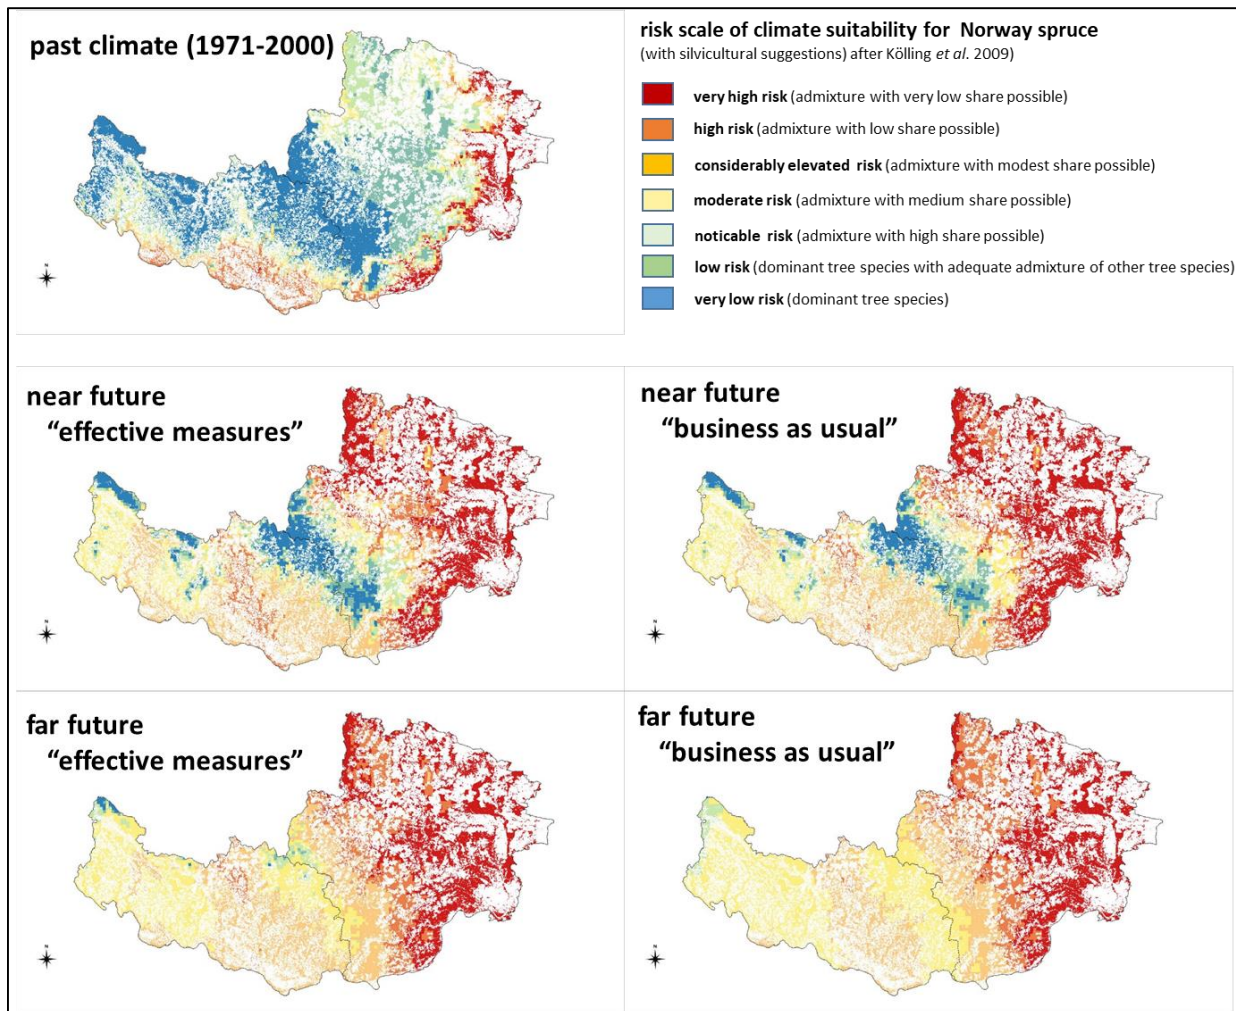 past climate (1971-2000)
risk scale of climate suitability for Norway spruce
(with silvicultural suggestions) after Kölling et al. 2009)
very high risk (admixture with very low share possible)
high risk (admixture with low share possible)
considerably elevated risk (admixture with modest share possible)
moderate risk (admixture with medium share possible)
noticable risk (admixture with high share possible)
low risk (dominant tree species with adequate admixture of other tree species)
very low risk (dominant tree species)
N
near future
“effective measures”
N
near future
“business as usual”
N
far future
“effective measures”
N
far future
“business as usual”
N